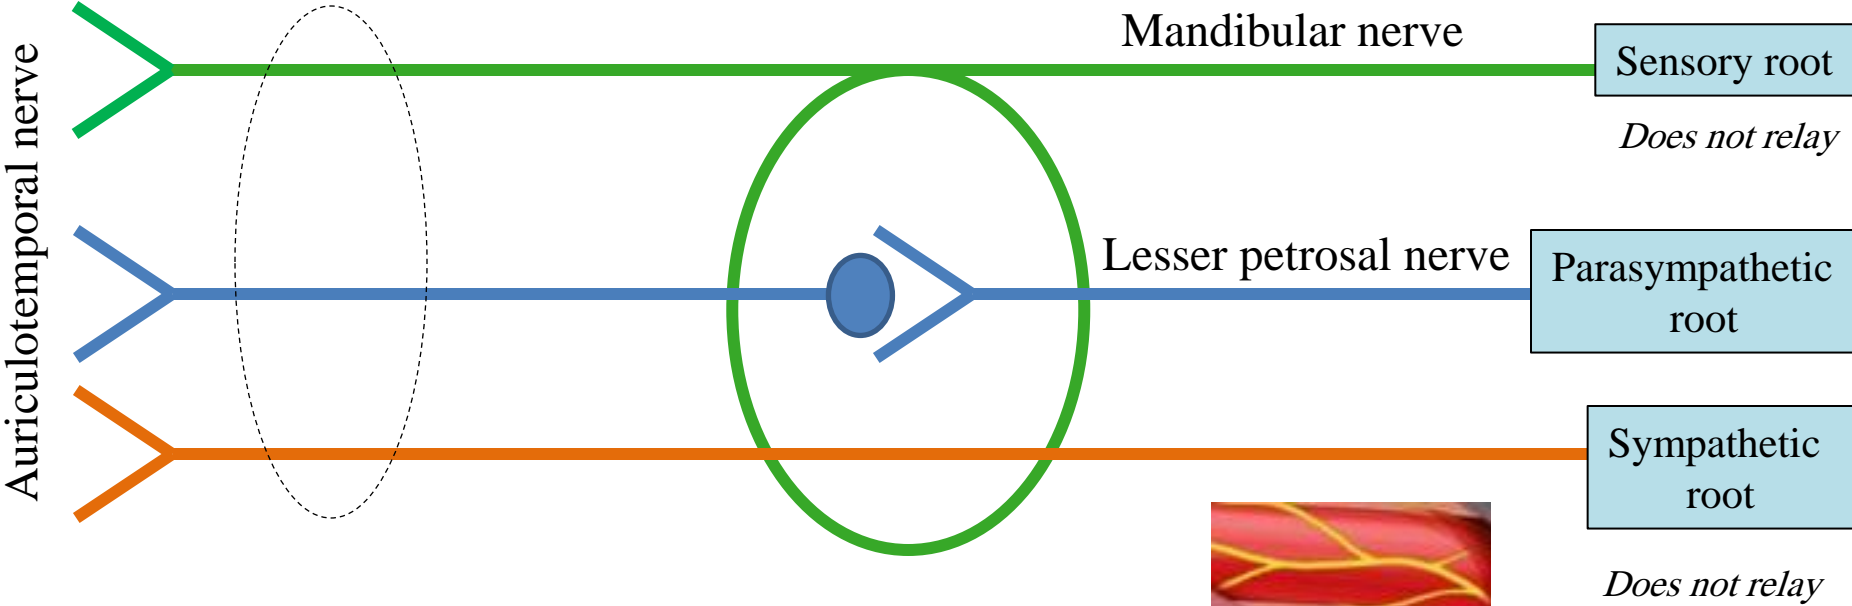 Auriculotemporal nerve
Mandibular nerve
Sensory root
Does not relay
Lesser petrosal nerve
Parasympathetic
root
Sympathetic
root
Does not relay